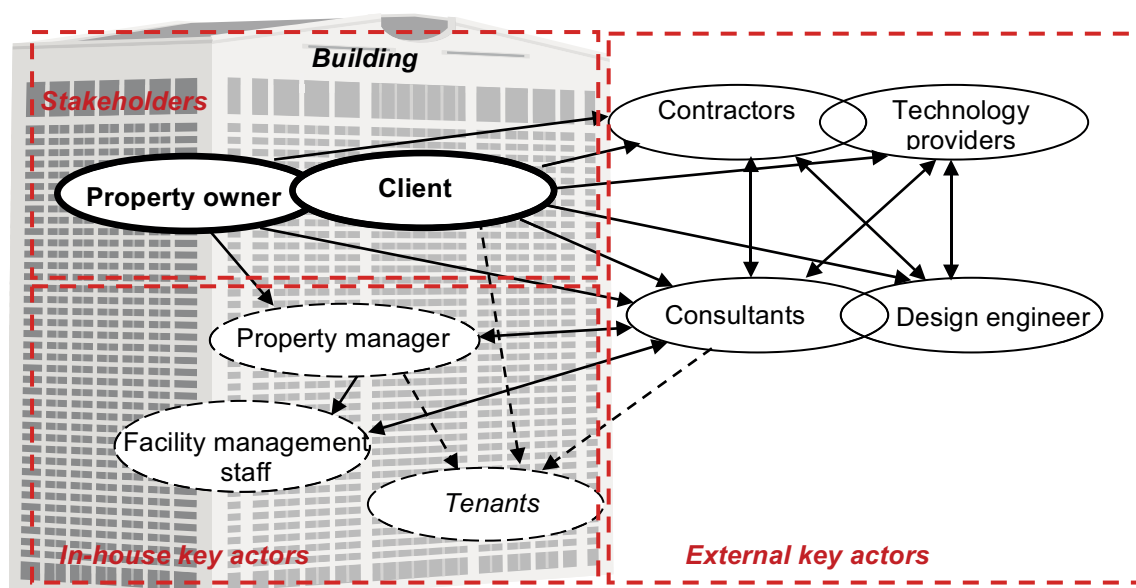 Building
Stakeholders
Contractors
Technology
providers
Property owner
Client
Property manager
Consultants
Design engineer
Facility management
staff
Tenants
In-house key actors
External key actors